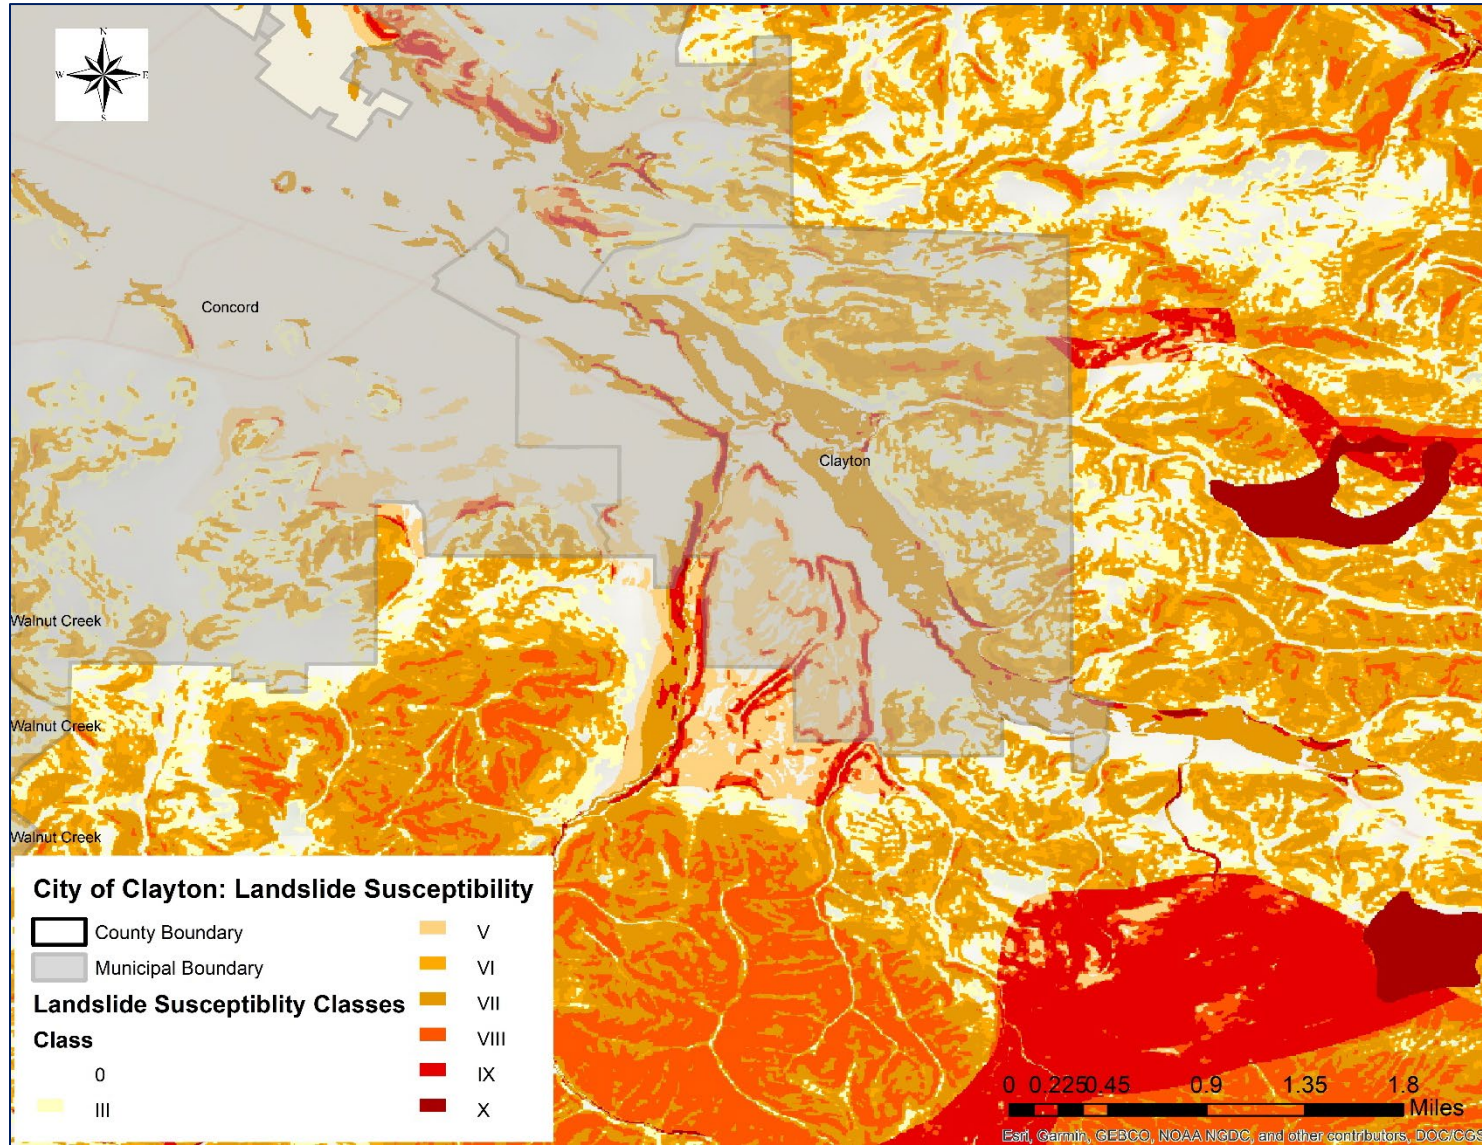 N
W E
S
Concord
Clayton
Walnut Creek
Walnut Creek
Walnut Creek
City of Clayton: Landslide Susceptibility
County Boundary
Municipal Boundary
Landslide Susceptiblity Classes
Class
0
III
V
VI
VII
VIII
IX
X
0 0.225 0.45 0.9 1.35 1.8
Miles
Esri, Garmin, GEBCO, NOAA NGDC, and other contributors, DOC/CGS